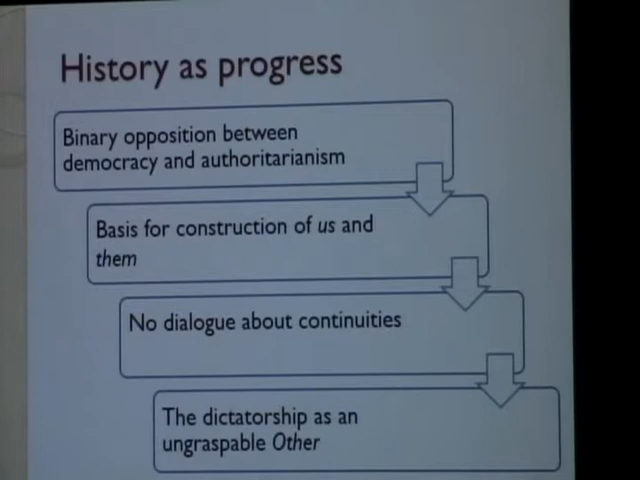 History as progress
Binary opposition between
democracy and authoritarianism
Basis for construction of us and
them
No dialogue about continuities
The dictatorship as an
ungraspable Other